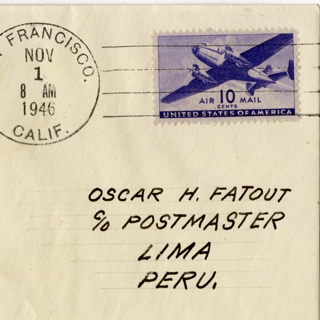 FRANCISCO.
NOV
1
8 AM
1946
CALIF.
AIR 10 MAIL
CENTS
UNITED STATES OF AMERICA
OSCAR H. FATOUT
c/o POSTMASTER
LIMA
PERU.